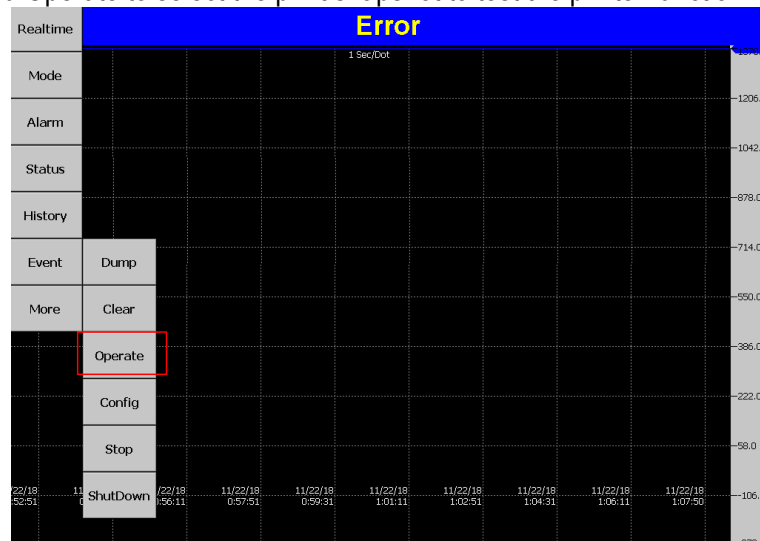 Realtime
Error
1 Sec/Dot
Mode
Alarm
Status
History
Event
More
Dump
Clear
Operate
Config
Stop
ShutDown
1206.
1042.
878.0
714.0
550.0
386.0
222.0
58.0
-106.
11/22/18 11/22/18 11/22/18 11/22/18 11/22/18 11/22/18 11/22/18
0:57:51 0:59:31 1:01:11 1:02:51 1:04:31 1:06:11 1:07:50